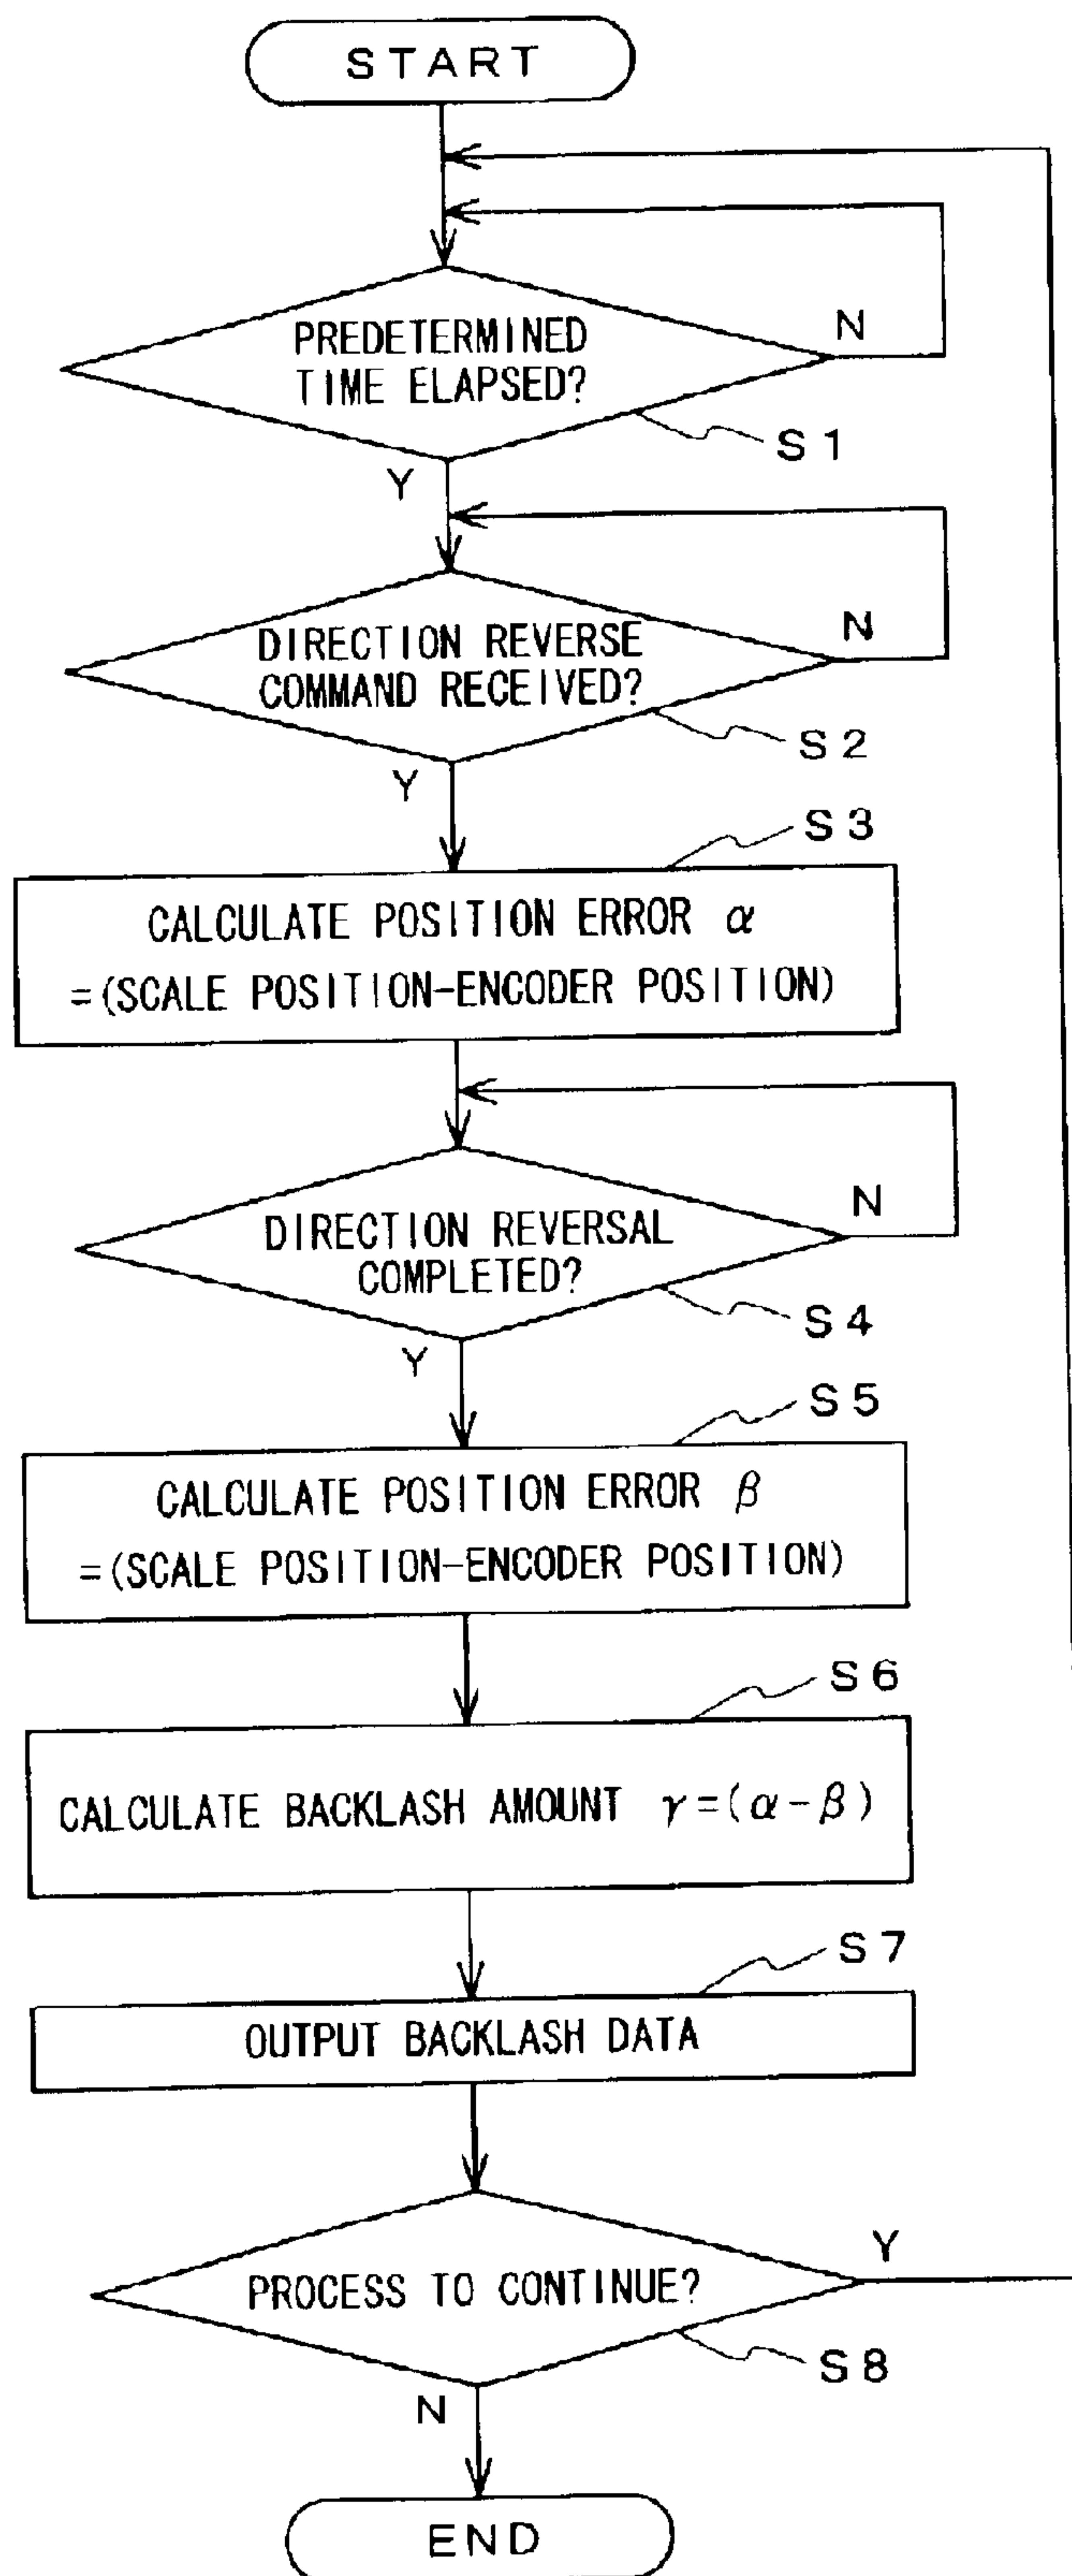 START
PREDETERMINED
TIME ELAPSED?
N
S1
Y
DIRECTION REVERSE
COMMAND RECEIVED?
N
S2
Y
S3
CALCULATE POSITION ERROR α
=(SCALE POSITION-ENCODER POSITION)
DIRECTION REVERSAL
COMPLETED?
N
S4
Y
S5
CALCULATE POSITION ERROR β
=(SCALE POSITION-ENCODER POSITION)
S6
CALCULATE BACKLASH AMOUNT γ=(α-β)
S7
OUTPUT BACKLASH DATA
Y
PROCESS TO CONTINUE?
S8
N
END